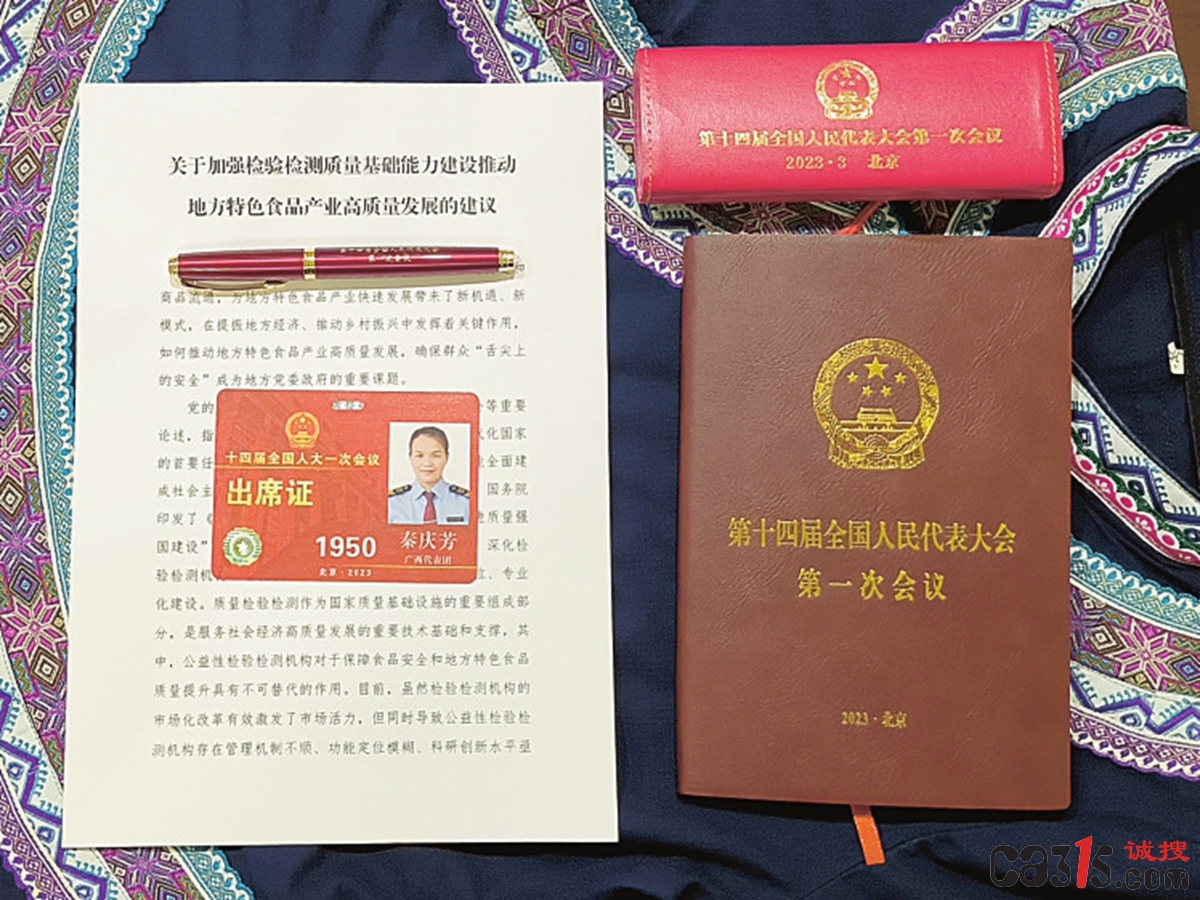 关于加强检验检测质量基础能力建设推动
地方特色食品产业高质量发展的建议
第一次会议
商品流通，为地方特色食品产业快速发展带来了新机遇、新
模式，在提振地方经济、推动乡村振兴中发挥着关键作用，
如何推动地方特色食品产业高质量发展，确保群众“舌尖上
的安全”成为地方党委政府的重要课题。
党的
等重要
论述，指
代化国家
的首要任
能全面建
成社会主
国务院
印发了《
进质量强
国建设”
深化检
验检测机
位、专业
化建设。质量检验检测作为国家质量基础设施的重要组成部
分，是服务社会经济高质量发展的重要技术基础和支撑，其
中，公益性检验检测机构对于保障食品安全和地方特色食品
质量提升具有不可替代的作用。目前，虽然检验检测机构的
市场化改革有效激发了市场活力，但同时导致公益性检验检
测机构存在管理机制不顺、功能定位模糊、科研创新水平亟
十四届全国人大一次会议
出席证
1950
秦庆芳
广西代表团
北京·2023
第十四届全国人民代表大会第一次会议
2023·3 北京
第十四届全国人民代表大会
第一次会议
2023·北京
ca315.com
诚搜